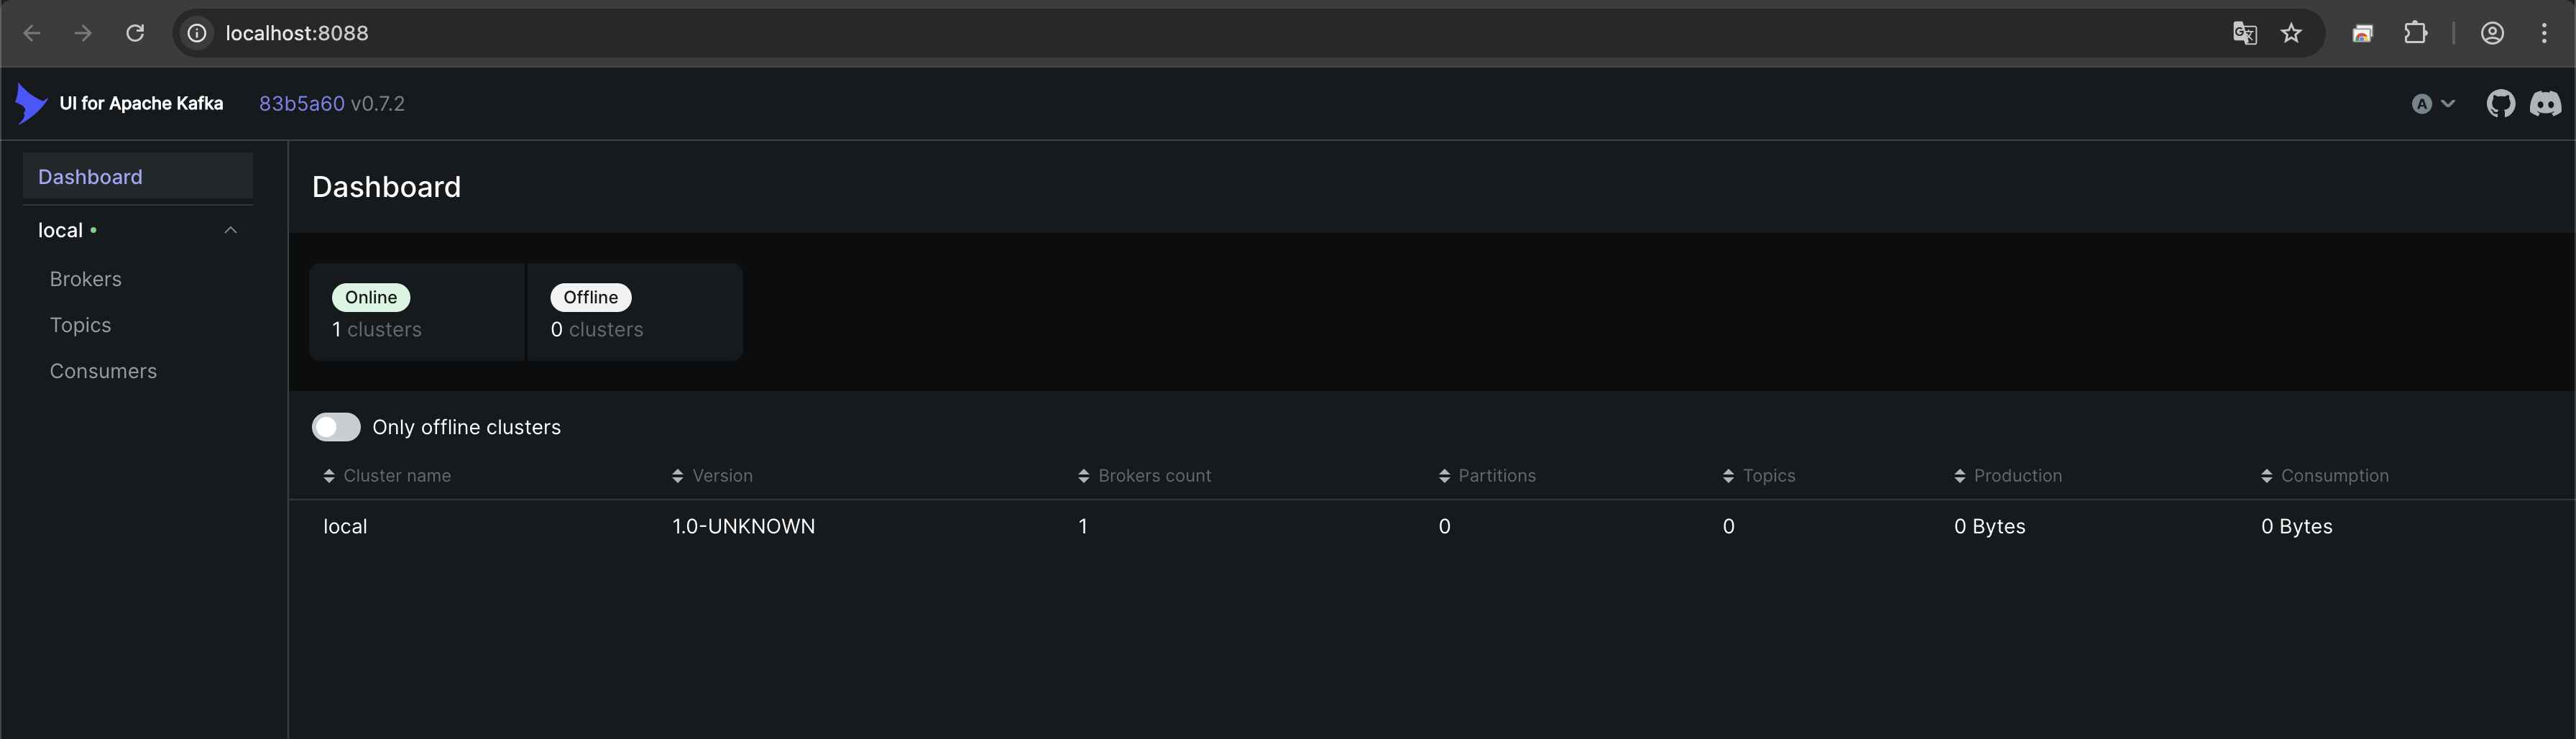 localhost:8088
UI for Apache Kafka 83b5a60 v0.7.2
A
Dashboard
local
Brokers
Topics
Consumers
Dashboard
Online
1 clusters
Offline
0 clusters
Only offline clusters
Cluster name Version Brokers count Partitions Topics Production Consumption
local 1.0-UNKNOWN 1 0 0 0 Bytes 0 Bytes